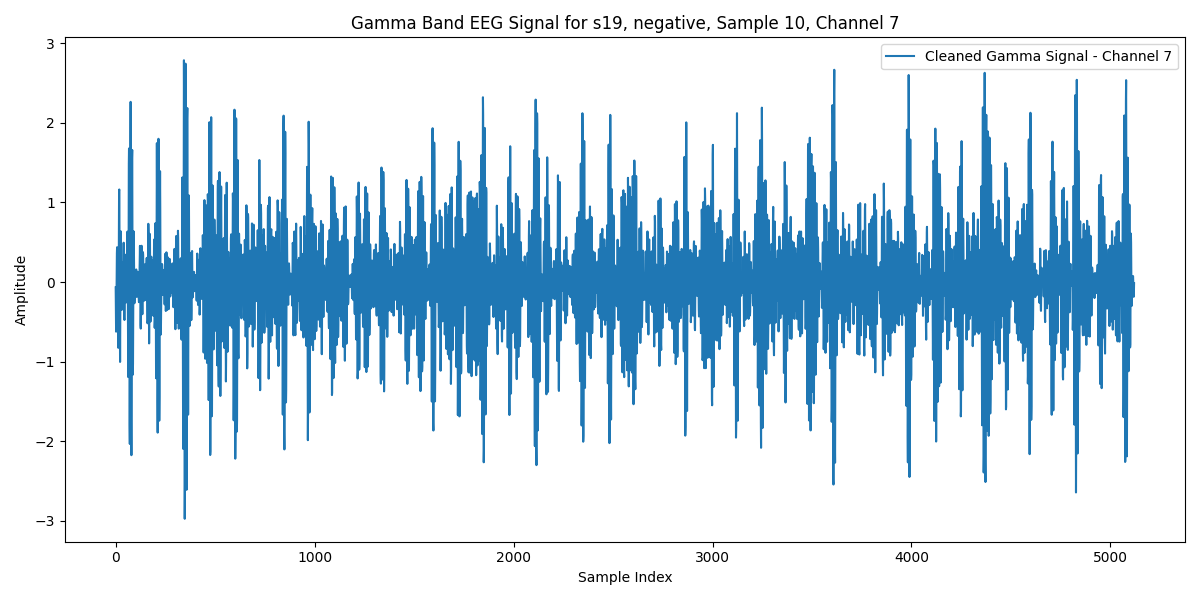 Gamma Band EEG Signal for s19, negative, Sample 10, Channel 7
Cleaned Gamma Signal - Channel 7
3
2
1
0
−1
−2
−3
Amplitude
0 1000 2000 3000 4000 5000
Sample Index